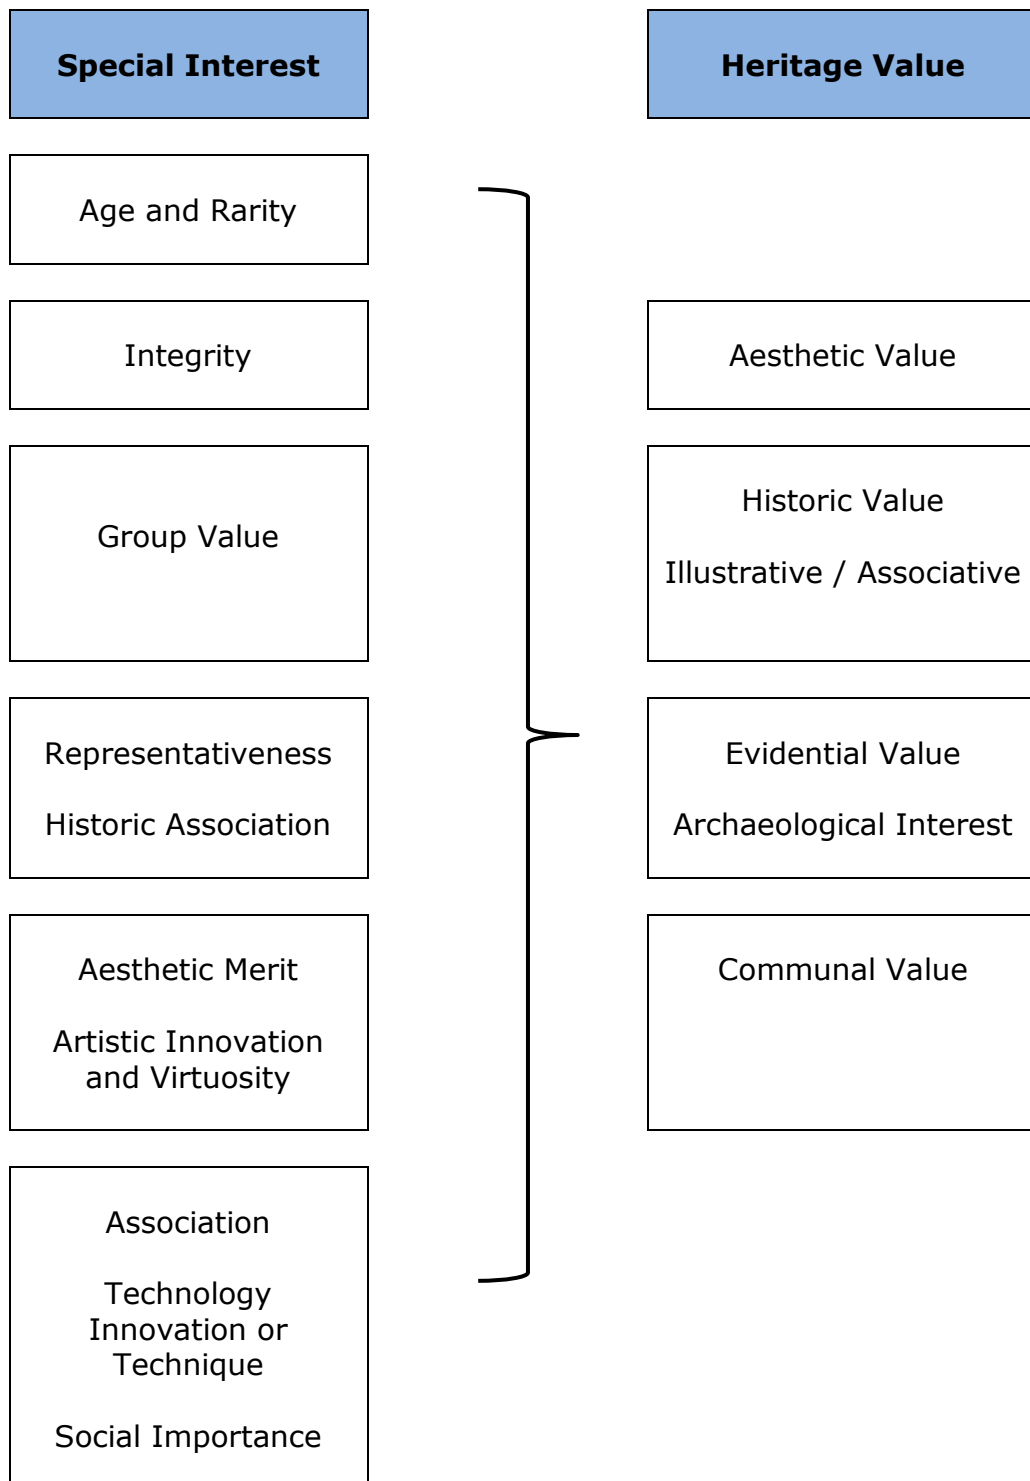 Special Interest
Heritage Value
Age and Rarity
Integrity
Aesthetic Value
Group Value
Historic Value
Illustrative / Associative
Representativeness
Historic Association
Evidential Value
Archaeological Interest
Aesthetic Merit
Artistic Innovation
and Virtuosity
Communal Value
Association
Technology
Innovation or
Technique
Social Importance